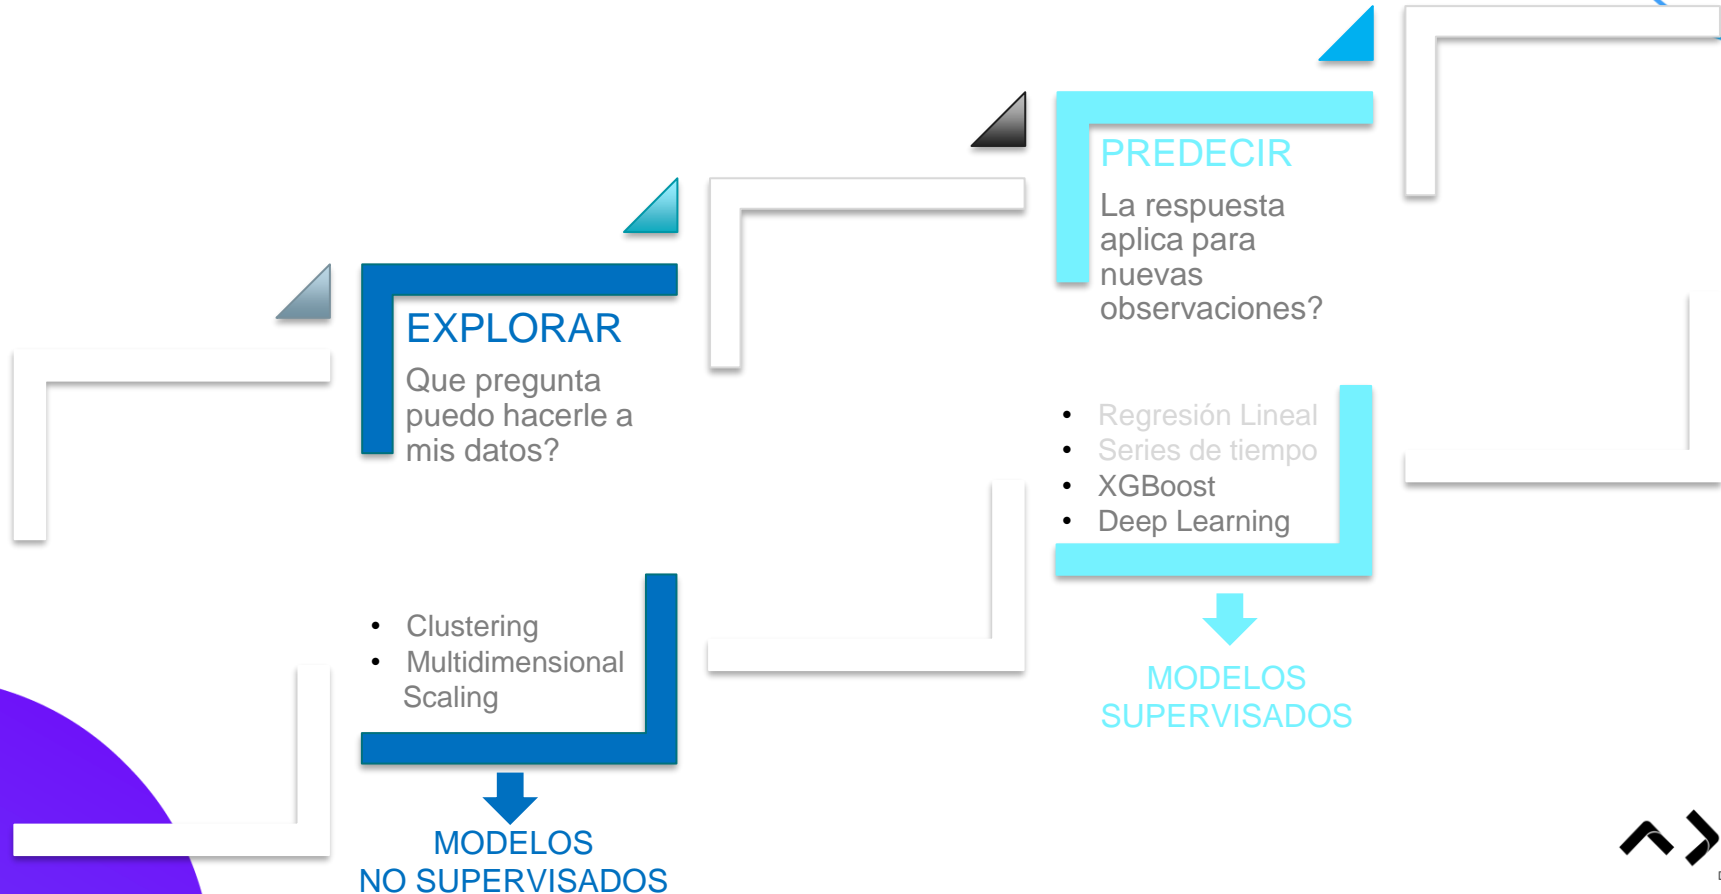 EXPLORAR
Que pregunta
puedo hacerle a
mis datos?
• Clustering
• Multidimensional
Scaling
MODELOS
NO SUPERVISADOS
PREDECIR
La respuesta
aplica para
nuevas
observaciones?
• Regresión Lineal
• Series de tiempo
• XGBoost
• Deep Learning
MODELOS
SUPERVISADOS